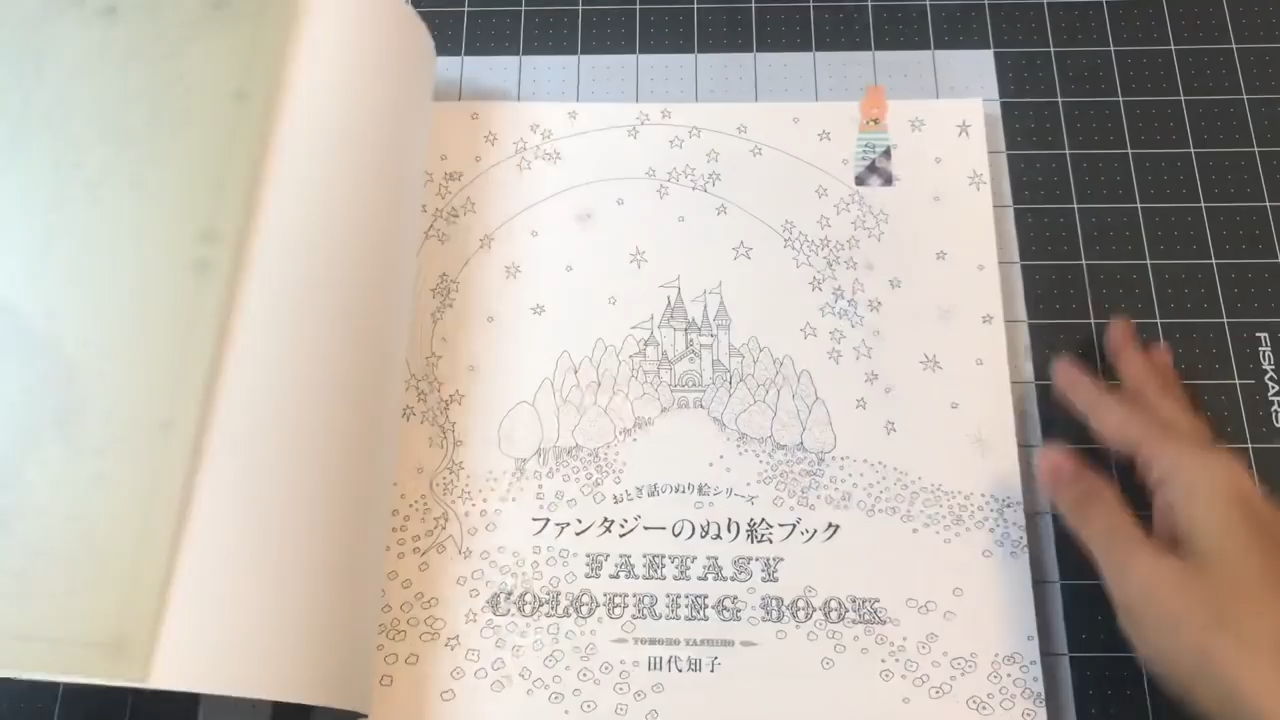 おとぎ話のぬり絵シリーズ
ファンタジーのぬり絵ブック
FANTASY
COLOURING BOOK
TOMOKO TASHIRO
田代知子
FISKARS